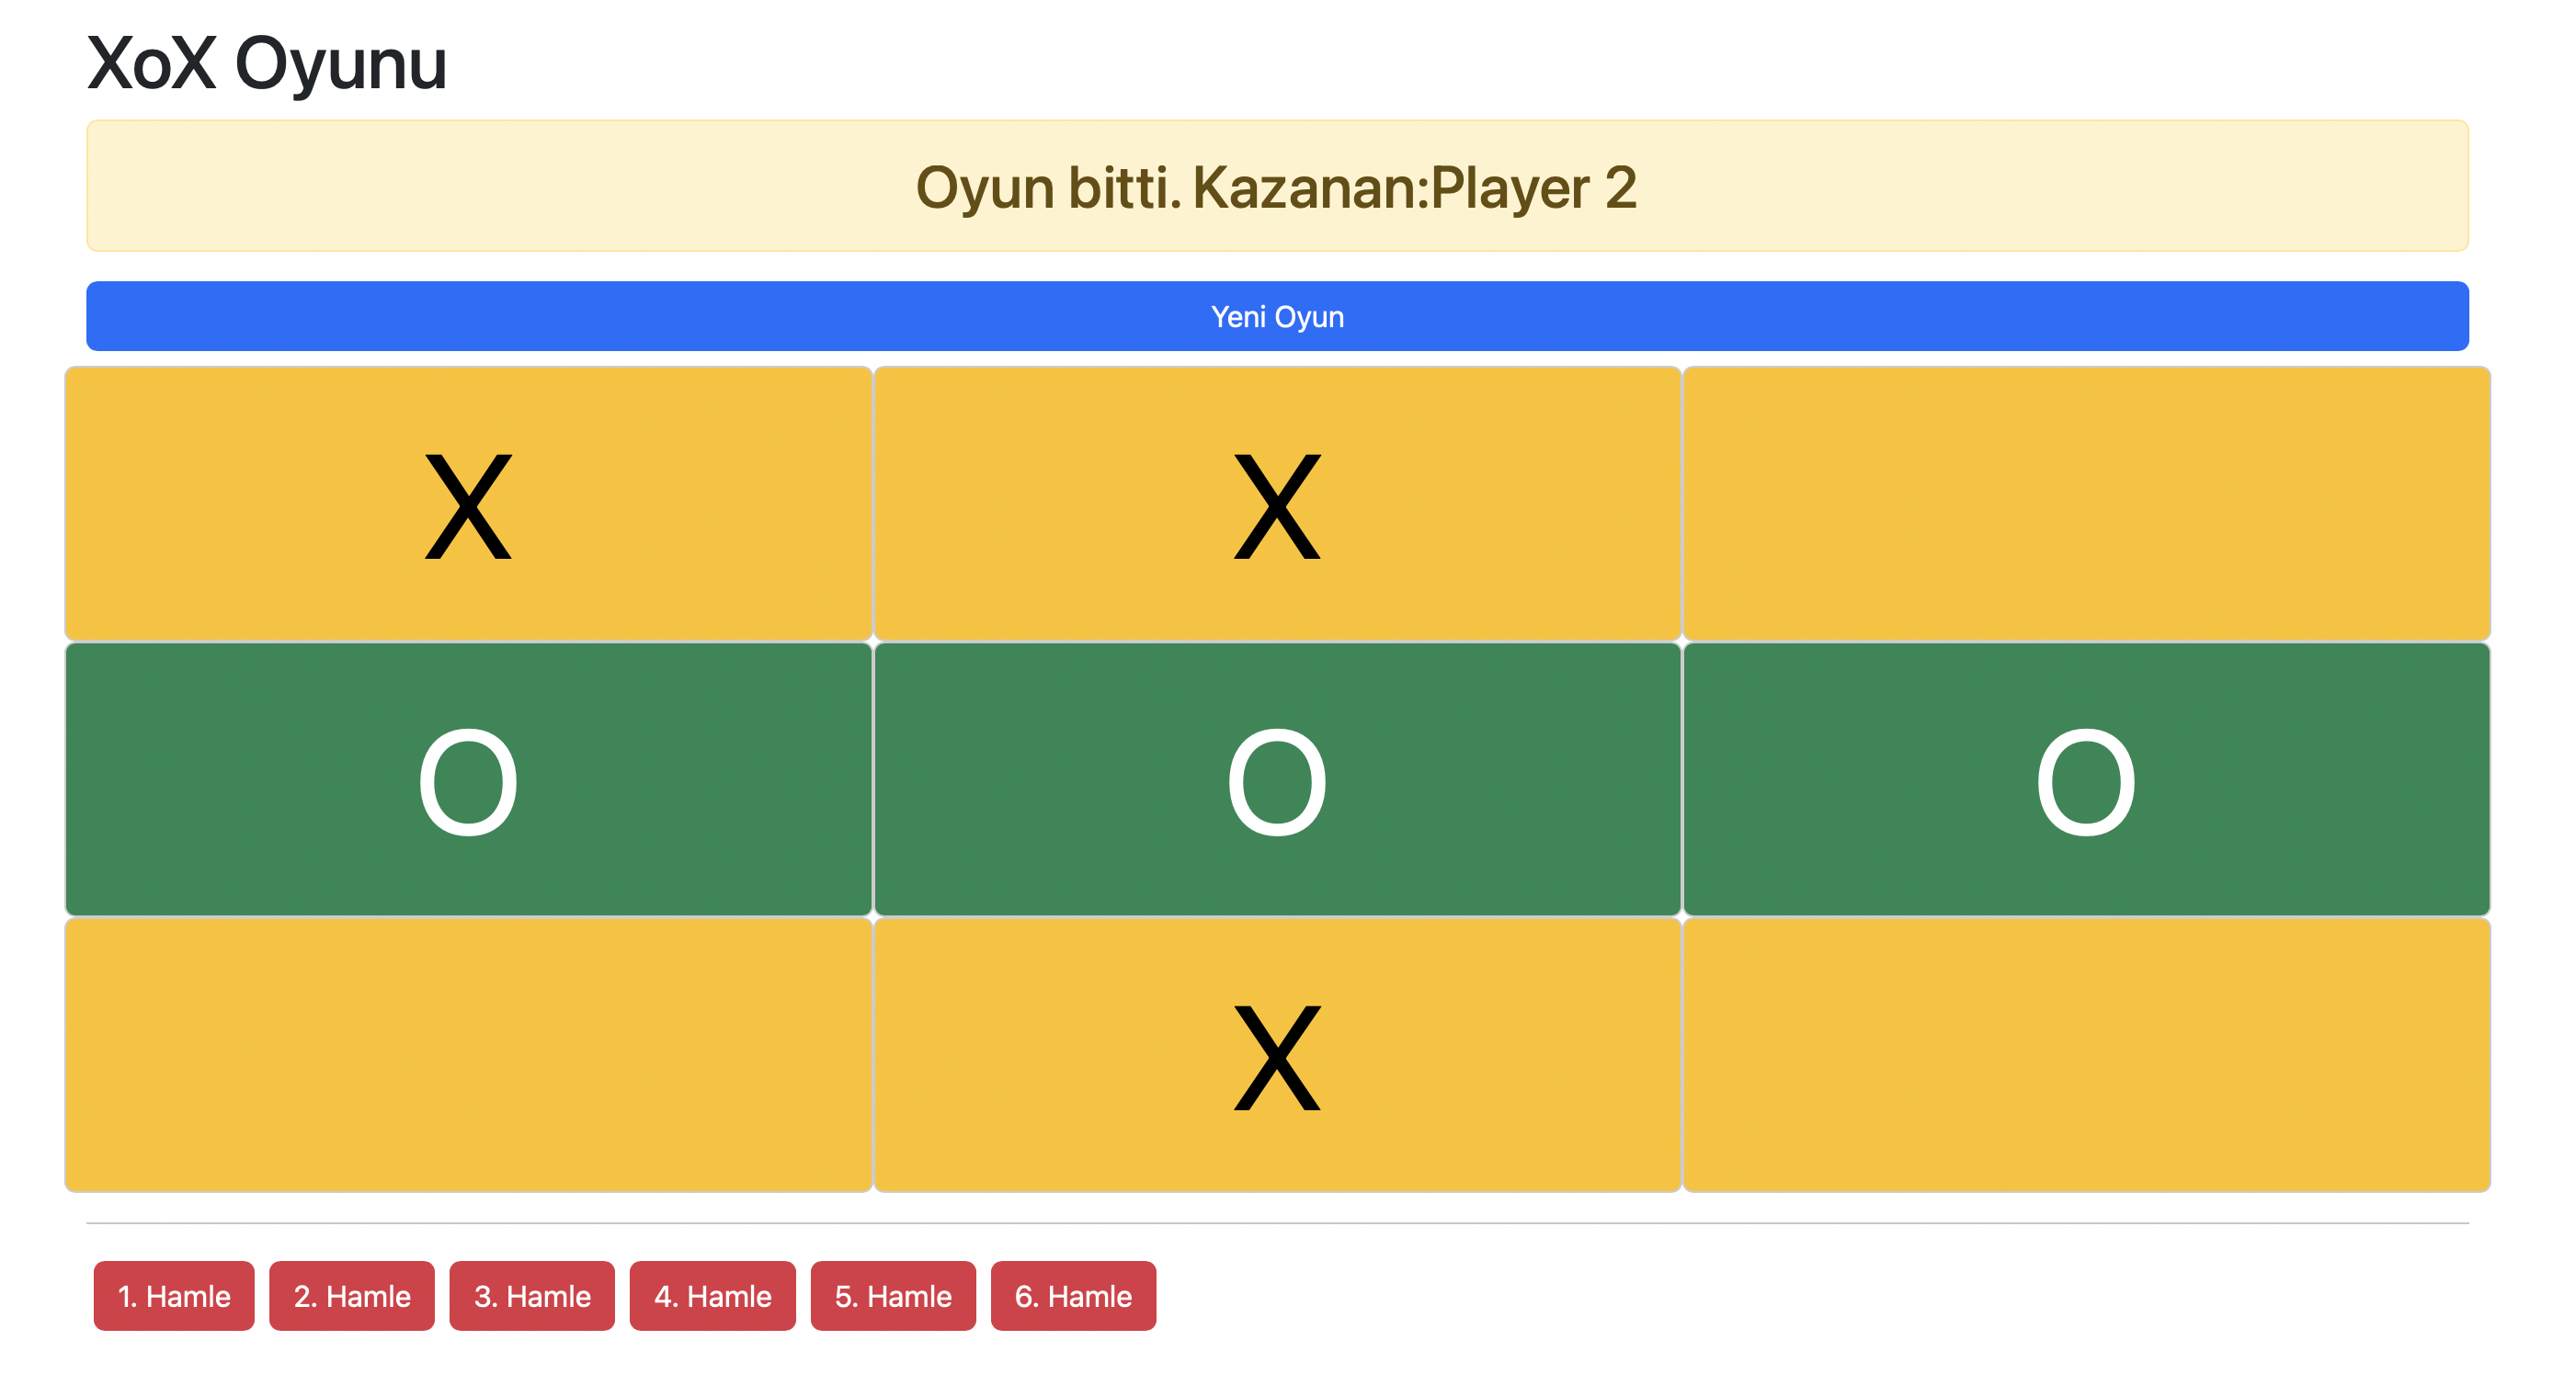 XoX Oyunu
Oyun bitti. Kazanan:Player 2
Yeni Oyun
X X
O O O
X
1. Hamle 2. Hamle 3. Hamle 4. Hamle 5. Hamle 6. Hamle